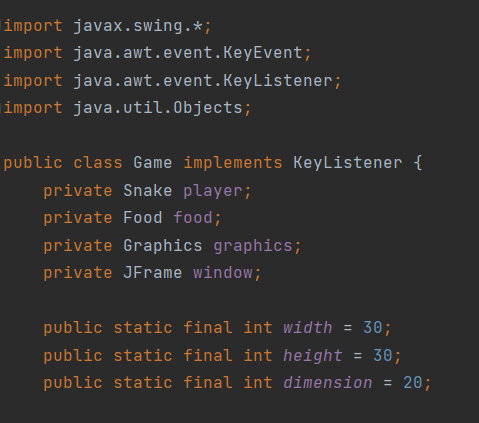 import javax.swing.*;
import java.awt.event.KeyEvent;
import java.awt.event.KeyListener;
import java.util.Objects;

public class Game implements KeyListener {
    private Snake player;
    private Food food;
    private Graphics graphics;
    private JFrame window;

    public static final int width = 30;
    public static final int height = 30;
    public static final int dimension = 20;